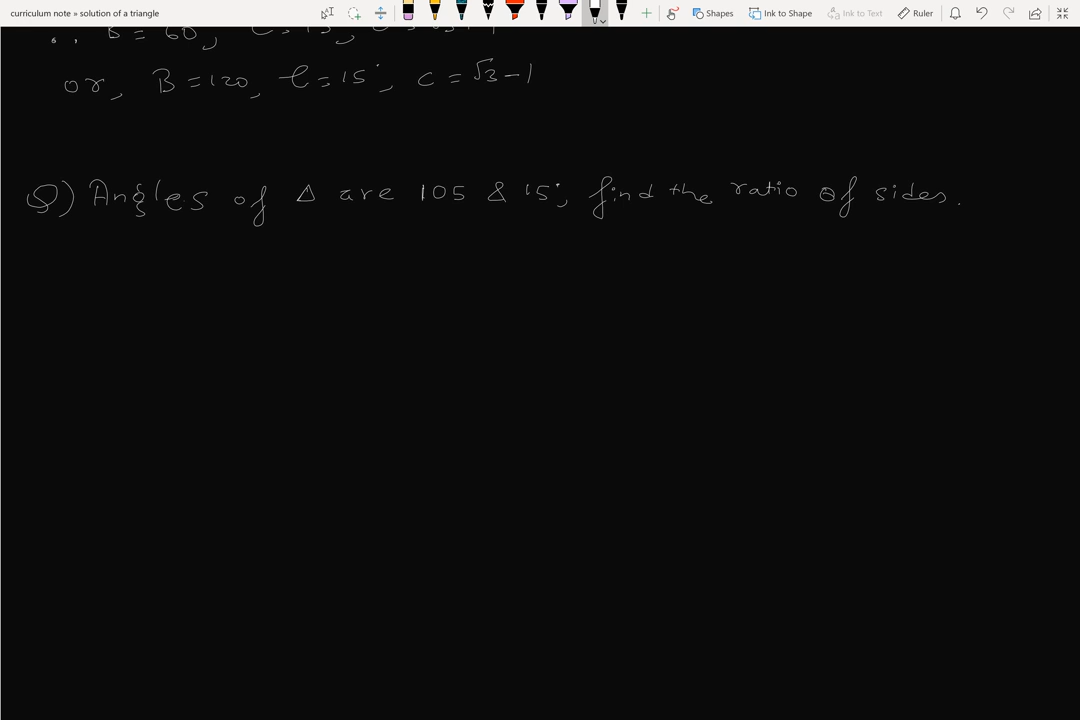 curriculum note » solution of a triangle
Shapes Ink to Shape Ink to Text Ruler
B = 60,
or, B = 120, C = 15°, c = √3 - 1
Q) Angles of Δ are 105 & 15°, find the ratio of sides.